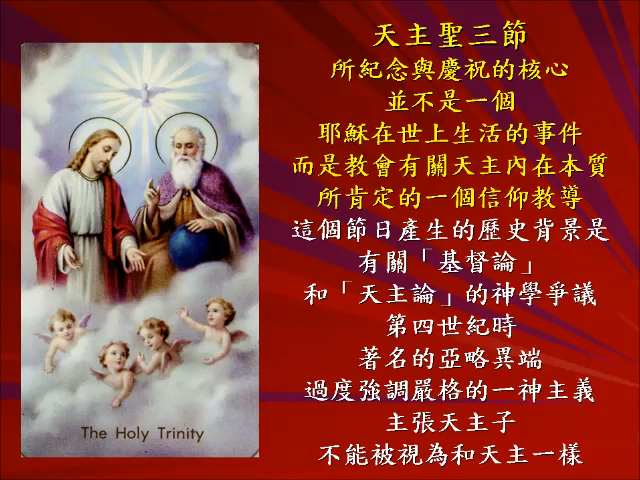 天主聖三節
所紀念與慶祝的核心
並不是一個
耶穌在世上生活的事件
而是教會有關天主內在本質
所肯定的一個信仰教導
這個節日產生的歷史背景是
有關「基督論」
和「天主論」的神學爭議
第四世紀時
著名的亞略異端
過度強調嚴格的一神主義
主張天主子
不能被視為和天主一樣
The Holy Trinity